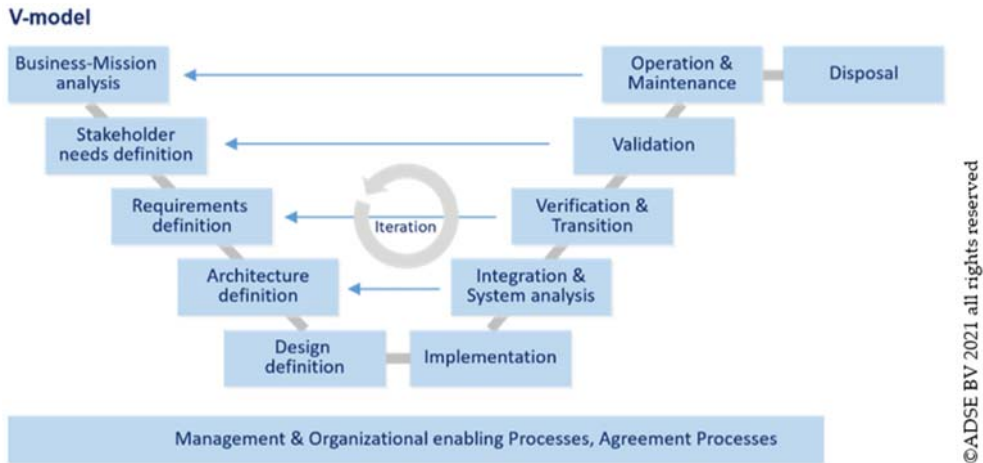 V-model
Business-Mission
analysis
Operation &
Maintenance
Disposal
Stakeholder
needs definition
Validation
Requirements
definition
Iteration
Verification &
Transition
Architecture
definition
Integration &
System analysis
Design
definition
Implementation
Management & Organizational enabling Processes, Agreement Processes
©ADSE BV 2021 all rights reserved